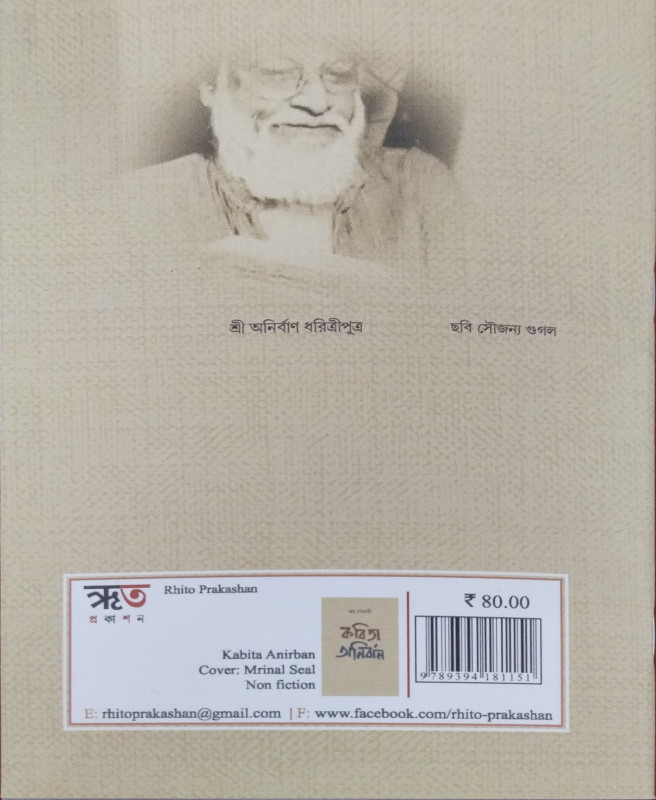 শ্রী অনির্বাণ ধরিত্রীপুত্র
ছবি সৌজন্য গুগল
ঋত
প্রকাশন
Rhito Prakashan
Kabita Anirban
Cover: Mrinal Seal
Non fiction
কবিতা
অনির্বাণ
₹ 80.00
9789394181151
E: rhitoprakashan@gmail.com | F: www.facebook.com/rhito-prakashan